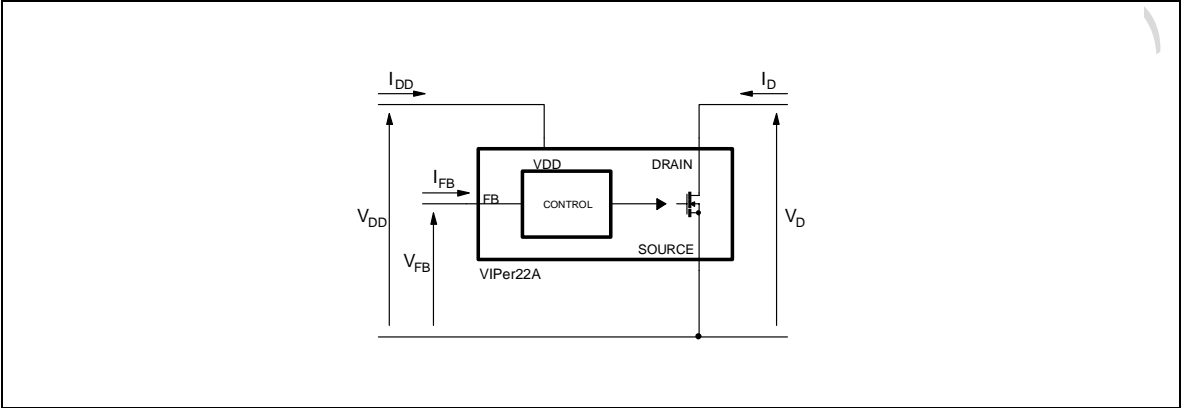 IDD
ID
VDD
DRAIN
IFB
FB
CONTROL
VDD
VD
VFB
SOURCE
VIPer22A